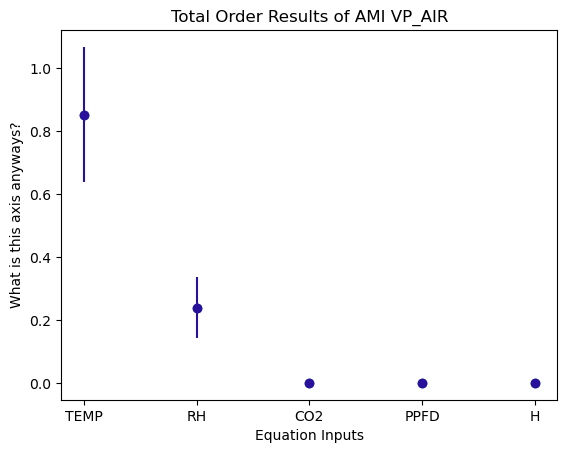 Total Order Results of AMI VP_AIR
What is this axis anyways?
1.0
0.8
0.6
0.4
0.2
0.0
TEMP RH CO2 PPFD H
Equation Inputs